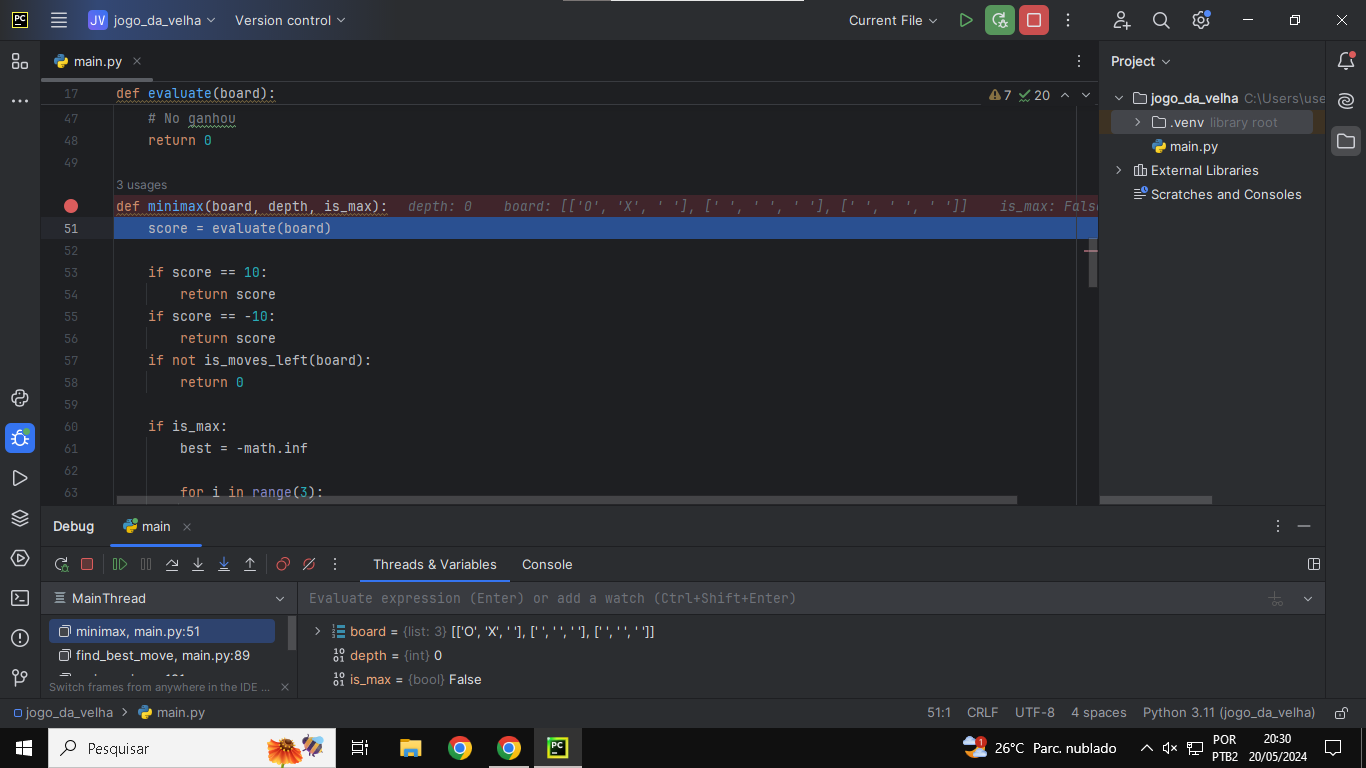 PC JV jogo_da_velha Version control Current File
main.py
7 20
17 def evaluate(board):
47 # No ganhou
48 return 0
49
3 usages
def minimax(board, depth, is_max): depth: 0 board: [['O', 'X', ' '], [' ', ' ', ' '], [' ', ' ', ' ']] is_max: False
51 score = evaluate(board)
52
53 if score == 10:
54 return score
55 if score == -10:
56 return score
57 if not is_moves_left(board):
58 return 0
59
60 if is_max:
61 best = -math.inf
62
63 for i in range(3):
Project
jogo_da_velha C:\Users\use
.venv library root
main.py
External Libraries
Scratches and Consoles
Debug main
Threads & Variables Console
MainThread
Evaluate expression (Enter) or add a watch (Ctrl+Shift+Enter)
minimax, main.py:51
find_best_move, main.py:89
Switch frames from anywhere in the IDE ...
board = {list: 3} [['O', 'X', ' '], [' ', ' ', ' '], [' ', ' ', ' ']]
depth = {int} 0
is_max = {bool} False
jogo_da_velha main.py 51:1 CRLF UTF-8 4 spaces Python 3.11 (jogo_da_velha)
Pesquisar
PC
1 26°C Parc. nublado
POR
PTB2
20:30
20/05/2024